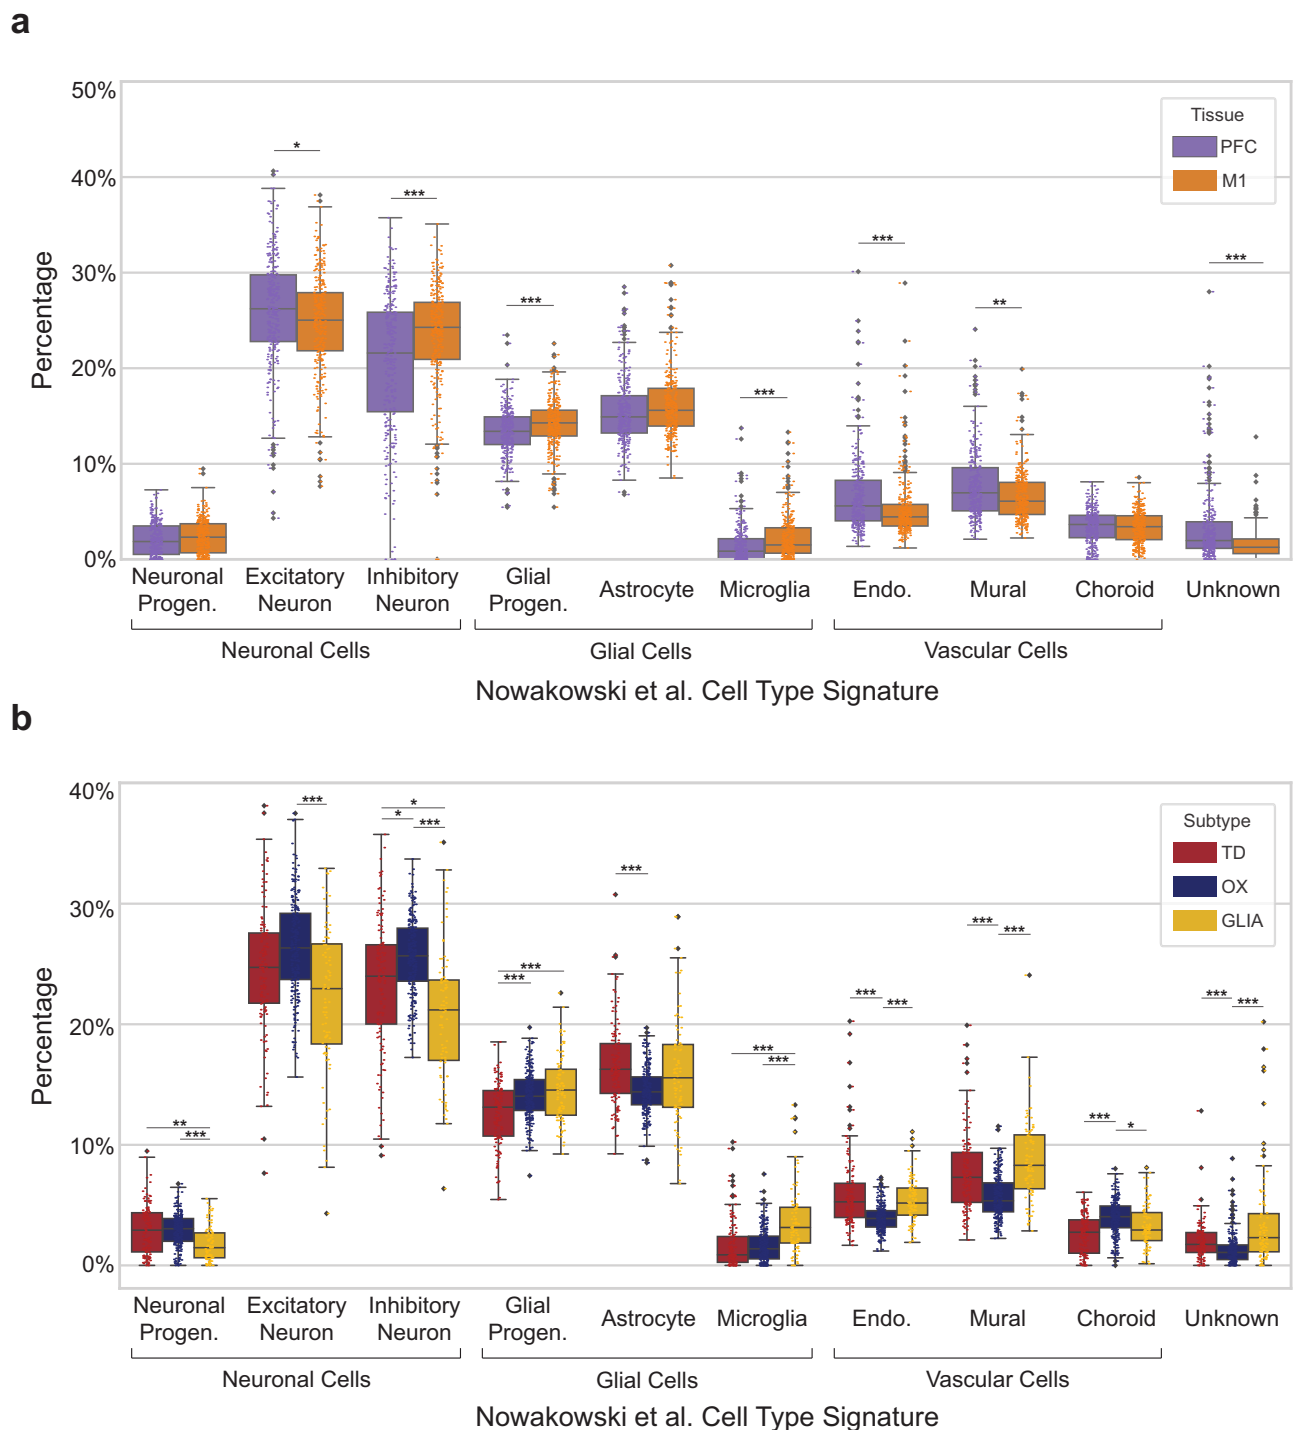 a
50%
40%
30%
20%
10%
0%
Percentage
Tissue
PFC
M1
*
***
***
***
***
**
***
Neuronal
Progen.
Excitatory
Neuron
Inhibitory
Neuron
Glial
Progen.
Astrocyte
Microglia
Endo.
Mural
Choroid
Unknown
Neuronal Cells
Glial Cells
Vascular Cells
Nowakowski et al. Cell Type Signature
b
40%
30%
20%
10%
0%
Percentage
Subtype
TD
OX
GLIA
**
***
***
*
*
***
***
***
***
***
***
***
***
***
***
***
*
***
***
Neuronal
Progen.
Excitatory
Neuron
Inhibitory
Neuron
Glial
Progen.
Astrocyte
Microglia
Endo.
Mural
Choroid
Unknown
Neuronal Cells
Glial Cells
Vascular Cells
Nowakowski et al. Cell Type Signature